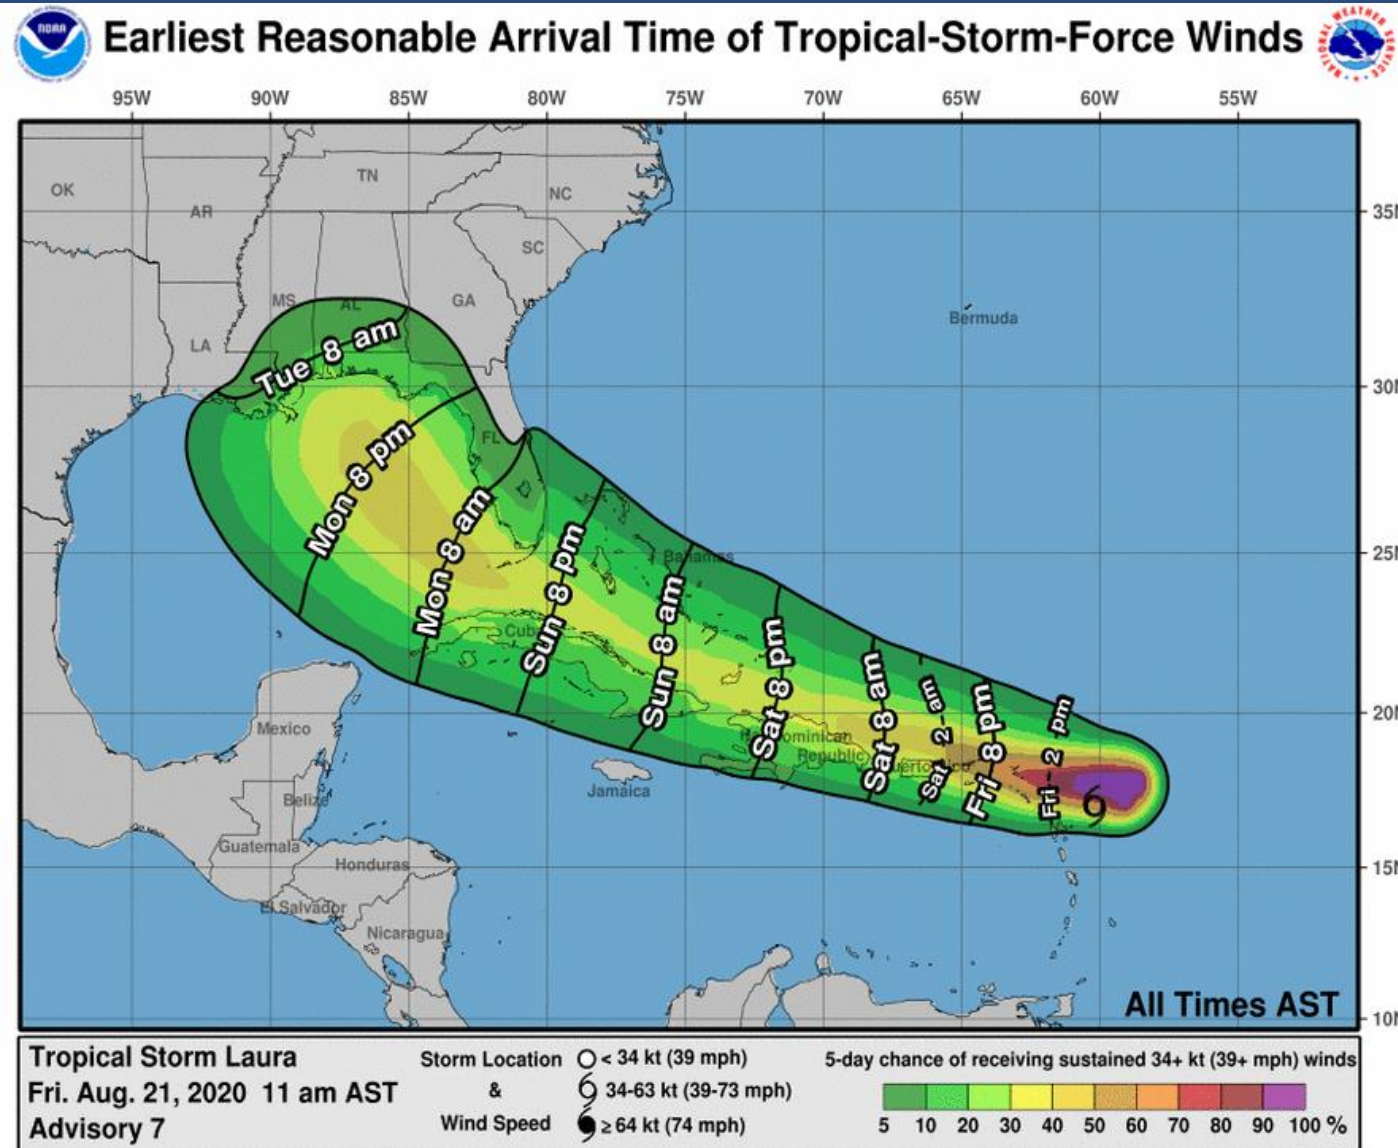 NOAA
Earliest Reasonable Arrival Time of Tropical-Storm-Force Winds
NATIONAL WEATHER SERVICE
95W 90W 85W 80W 75W 70W 65W 60W 55W
OK
TN
NC
AR
35N
SC
MS
AL
GA
Bermuda
LA
Tue 8 am
30N
FL
Mon 8 pm
Mon 8 am
Sun 8 pm
Bahamas
25N
Sun 8 am
Cuba
Sat 8 pm
Sat 8 am
Sat 2 am
Fri 8 pm
Fri 2 pm
20N
Mexico
Dominican
Republic
Puerto Rico
Jamaica
Belize
Guatemala
Honduras
15N
El Salvador
Nicaragua
All Times AST
10N
Tropical Storm Laura
Fri. Aug. 21, 2020 11 am AST
Advisory 7
Storm Location
&
Wind Speed
< 34 kt (39 mph)
34-63 kt (39-73 mph)
≥ 64 kt (74 mph)
5-day chance of receiving sustained 34+ kt (39+ mph) winds
5 10 20 30 40 50 60 70 80 90 100 %